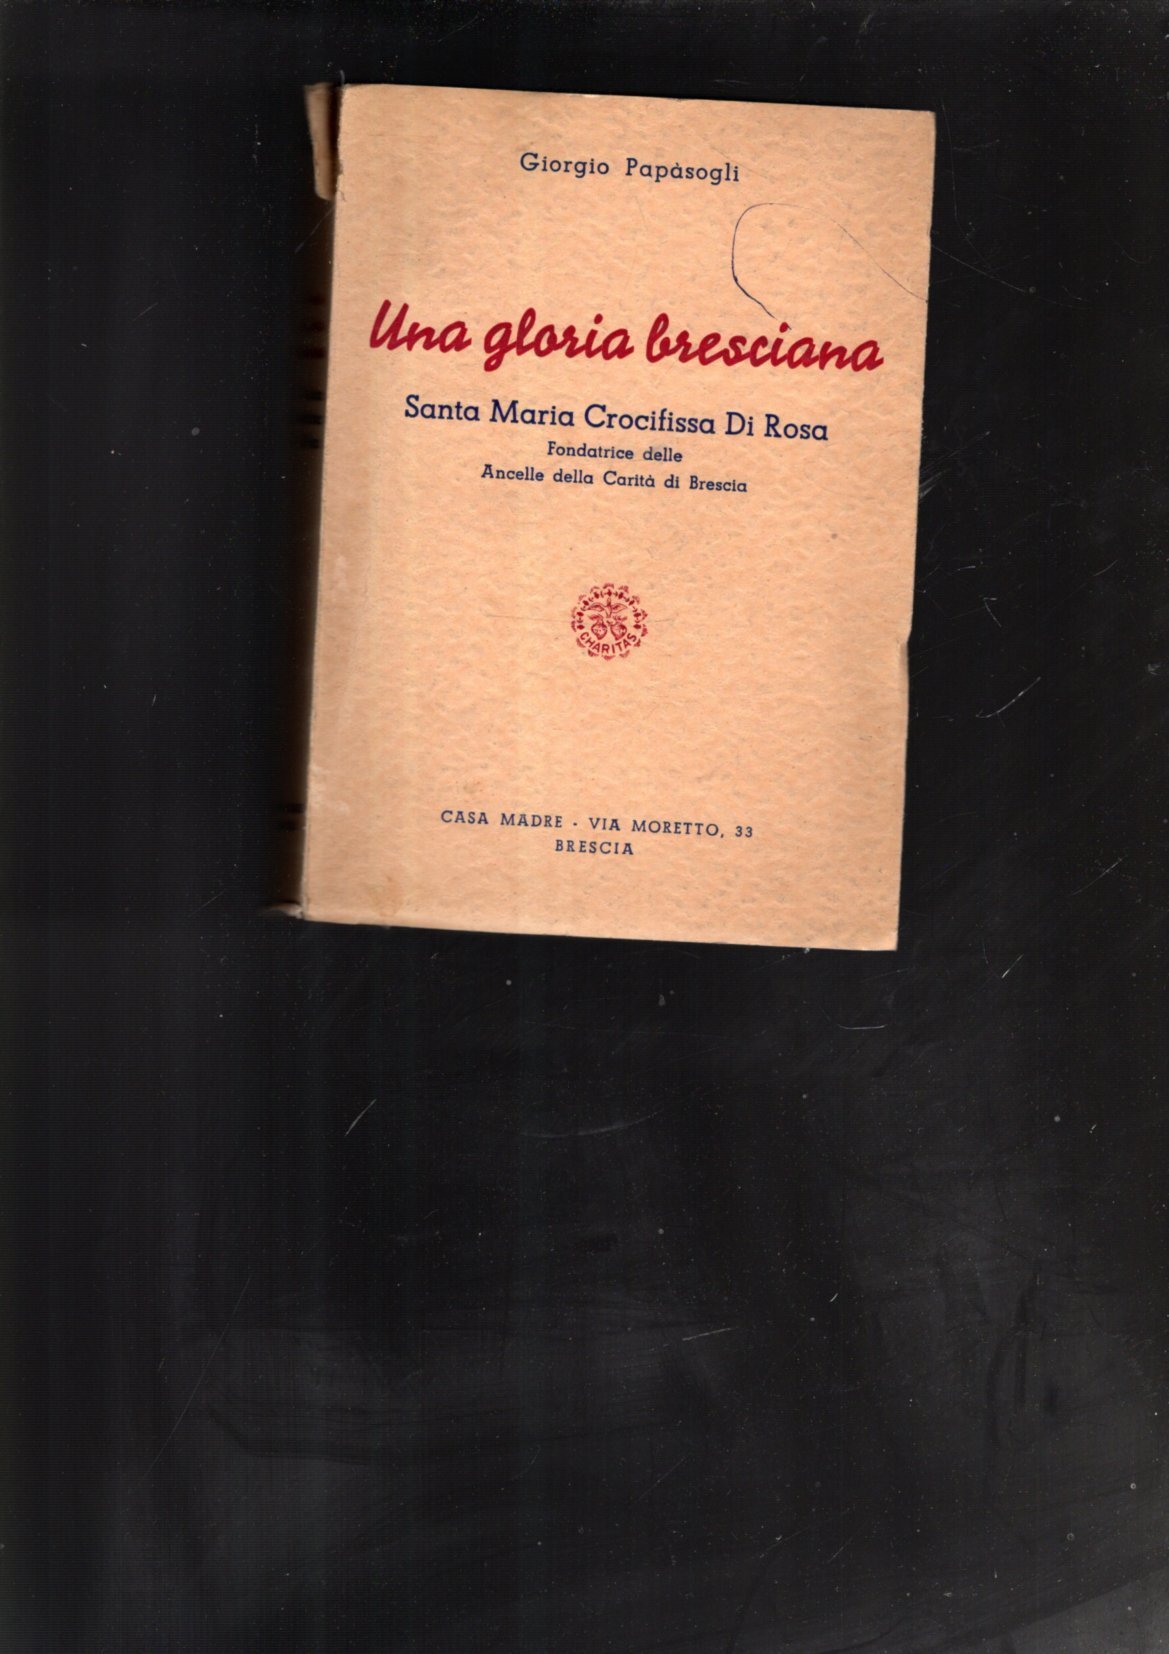 Giorgio Papàsogli
Una gloria bresciana
Santa Maria Crocifissa Di Rosa
Fondatrice delle
Ancelle della Carità di Brescia
CHARITAS
CASA MADRE - VIA MORETTO, 33
BRESCIA